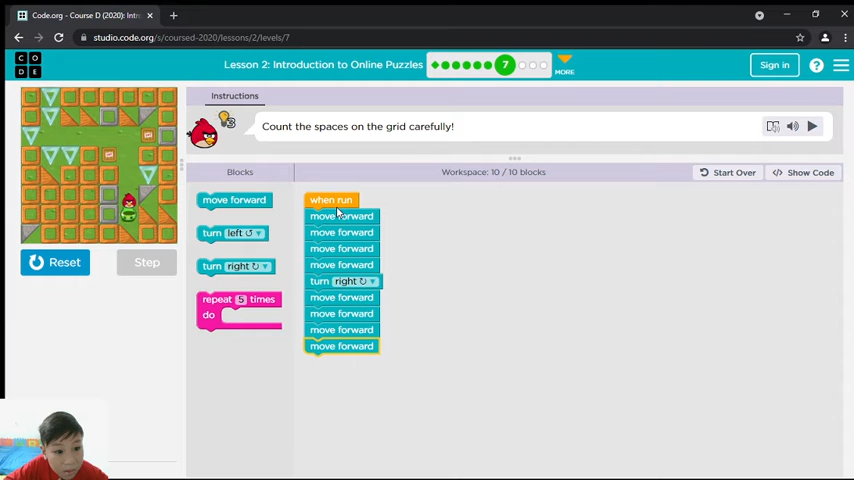 Code.org - Course D (2020): Intr
studio.code.org/s/coursed-2020/lessons/2/levels/7
C O
D E
Lesson 2: Introduction to Online Puzzles
7
MORE
Sign in
?
Instructions
3
Count the spaces on the grid carefully!
Blocks
Workspace: 10 / 10 blocks
Start Over
</> Show Code
move forward
turn left
turn right
repeat 5 times
do
when run
move forward
move forward
move forward
move forward
turn right
move forward
move forward
move forward
move forward
Reset
Step